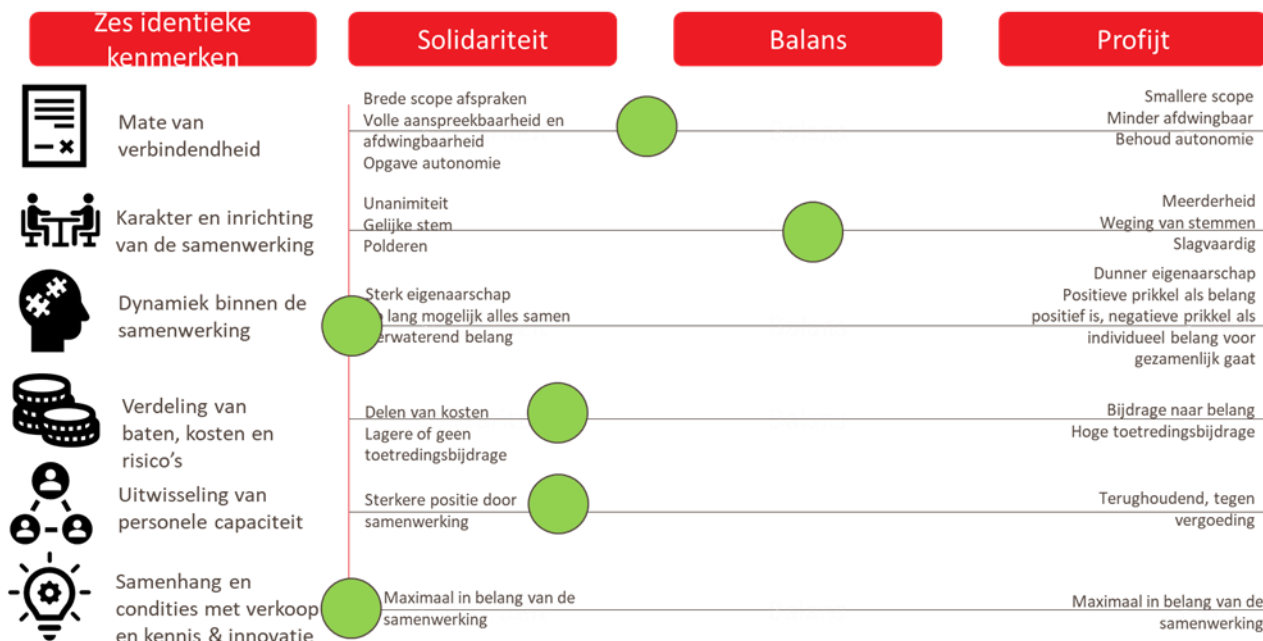 Zes identieke
kenmerken
Solidariteit
Balans
Profijt
Mate van
verbindendheid
Brede scope afspraken
Volle aanspreekbaarheid en
afdwingbaarheid
Opgave autonomie
Smallere scope
Minder afdwingbaar
Behoud autonomie
Karakter en inrichting
van de samenwerking
Unanimiteit
Gelijke stem
Polderen
Meerderheid
Weging van stemmen
Slagvaardig
Dynamiek binnen de
samenwerking
Sterk eigenaarschap
lang mogelijk alles samen
belang
Dunner eigenaarschap
Positieve prikkel als belang
positief is, negatieve prikkel als
individueel belang voor
gezamenlijk gaat
Verdeling van
baten, kosten en
risico's
Delen van kosten
Lagere of geen
toetredingsbijdrage
Bijdrage naar belang
Hoge toetredingsbijdrage
Uitwisseling van
personele capaciteit
Sterkere positie door
samenwerking
Terughoudend, tegen
vergoeding
Samenhang en
condities met verkoop
en kennis & innovatie
Maximaal in belang van de
samenwerking
Maximaal in belang van de
samenwerking